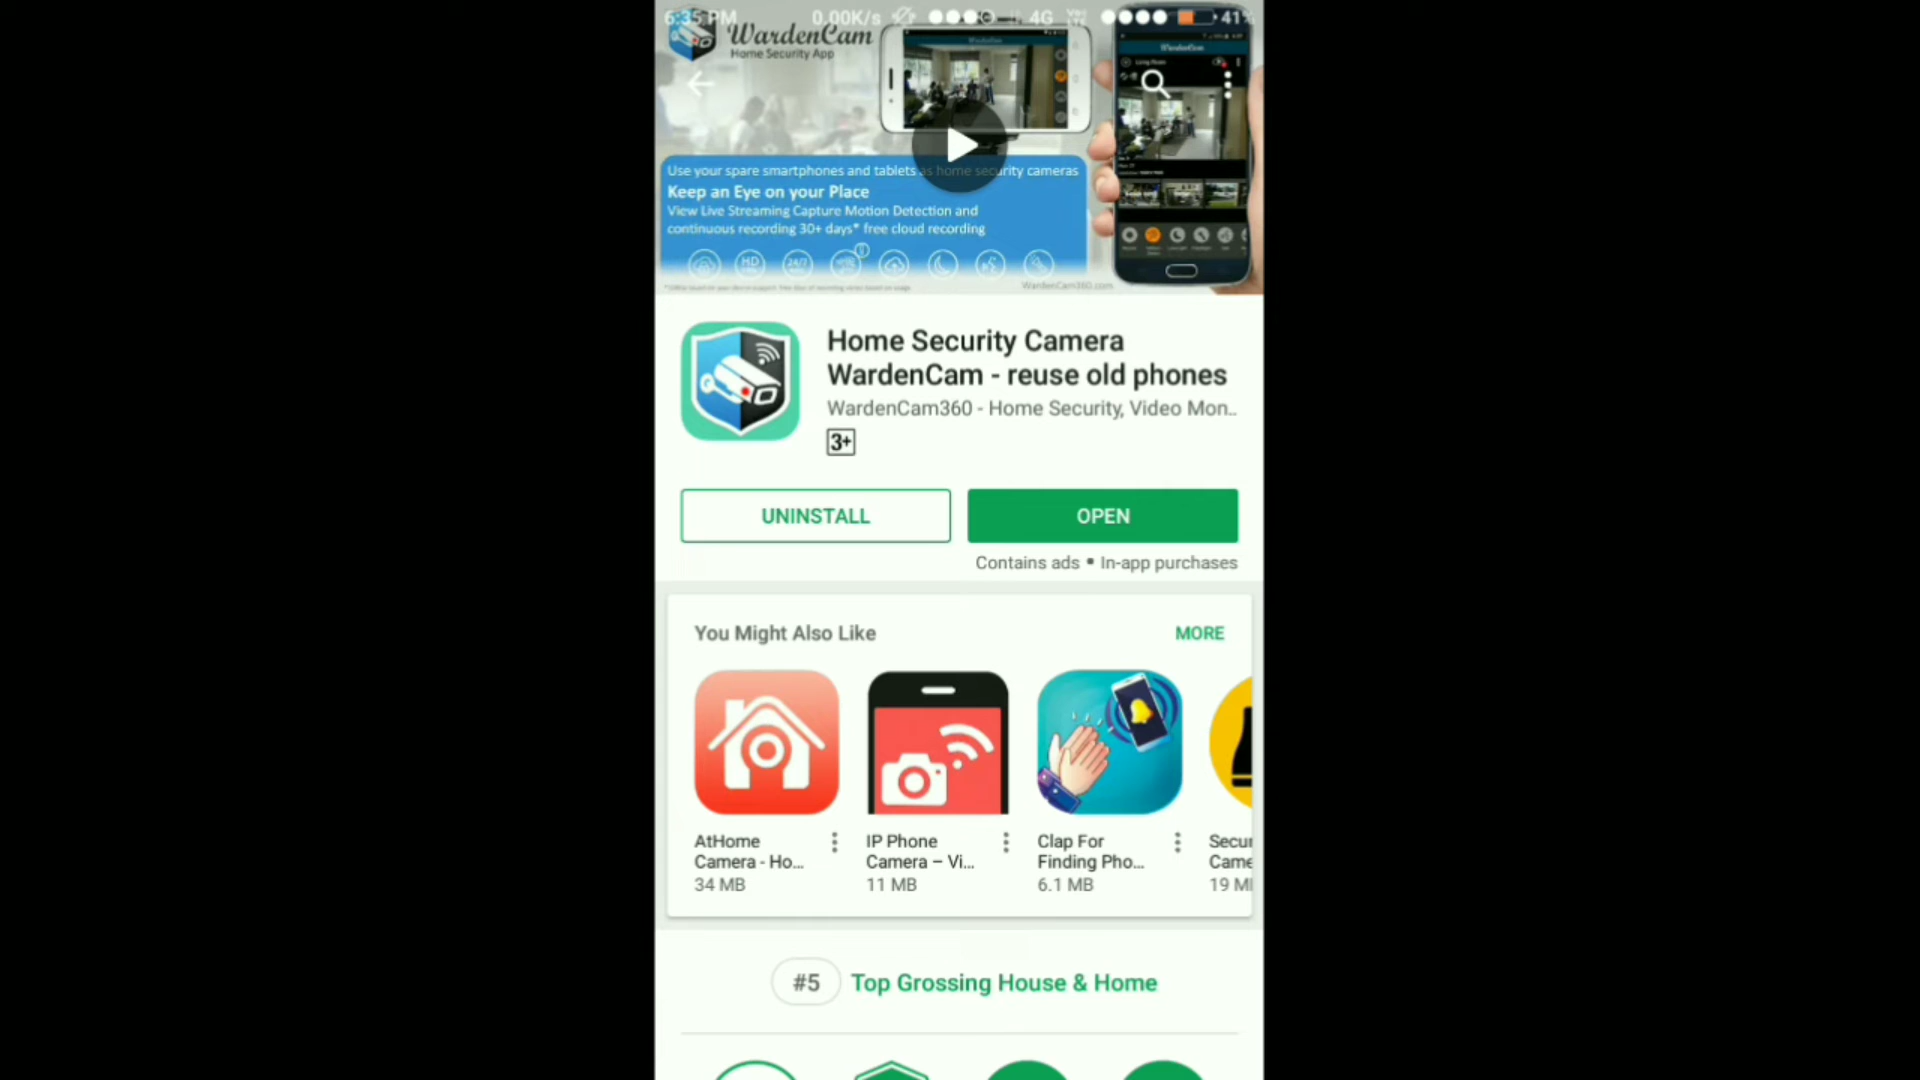 6:35 PM 0.00K/s 4G 41%
WardenCam
Home Security App
Use your spare smartphones and tablets as home security cameras
Keep an Eye on your Place
View Live Streaming Capture Motion Detection and
continuous recording 30+ days* free cloud recording
HD 24/7
WardenCam360.com
WardenCam
Living Room
Home Security Camera
WardenCam - reuse old phones
WardenCam360 - Home Security, Video Mon..
3+
UNINSTALL OPEN
Contains ads • In-app purchases
You Might Also Like MORE
AtHome IP Phone Clap For Secur
Camera - Ho... Camera – Vi... Finding Pho... Came
34 MB 11 MB 6.1 MB 19 M
#5 Top Grossing House & Home